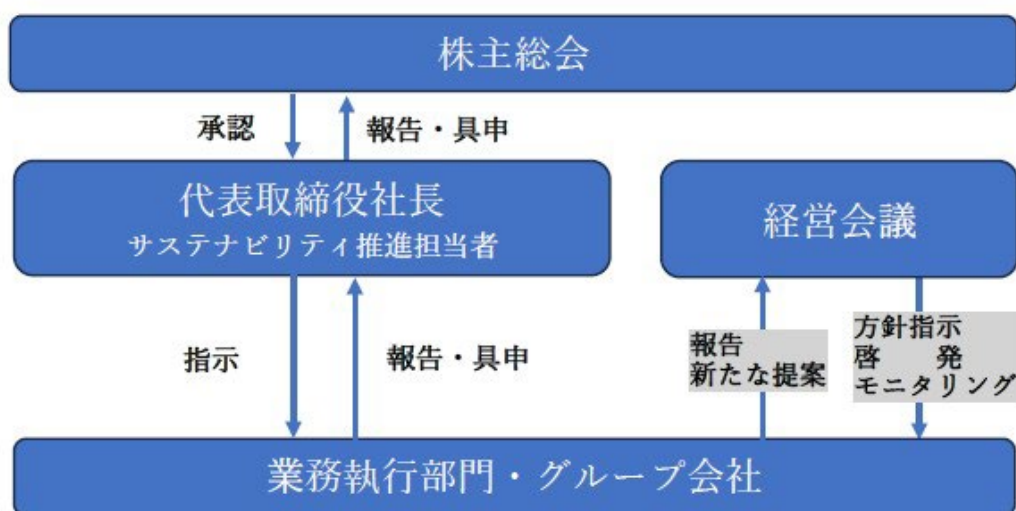 株主総会
承認
報告・具申
代表取締役社長
サステナビリティ推進担当者
経営会議
指示
報告・具申
報告
新たな提案
方針指示
啓　　発
モニタリング
業務執行部門・グループ会社